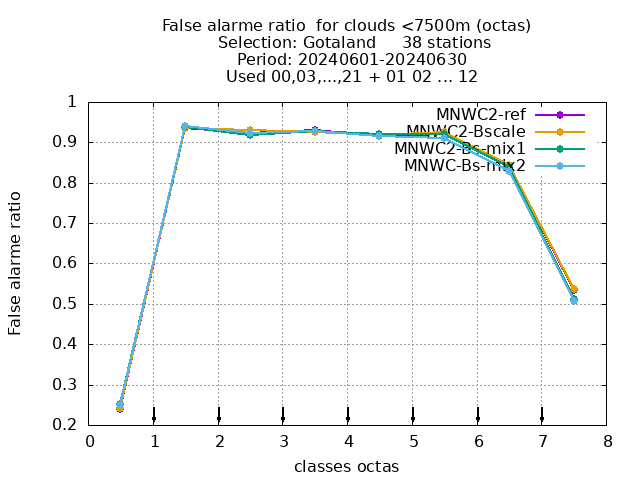 False alarme ratio  for clouds <7500m (octas)
Selection: Gotaland     38 stations
Period: 20240601-20240630
Used 00,03,...,21 + 01 02 ... 12
MNWC2-ref
MNWC2-Bscale
MNWC2-Bs-mix1
MNWC-Bs-mix2
1
0.9
0.8
0.7
0.6
0.5
0.4
0.3
0.2
False alarme ratio
0 1 2 3 4 5 6 7 8
classes octas